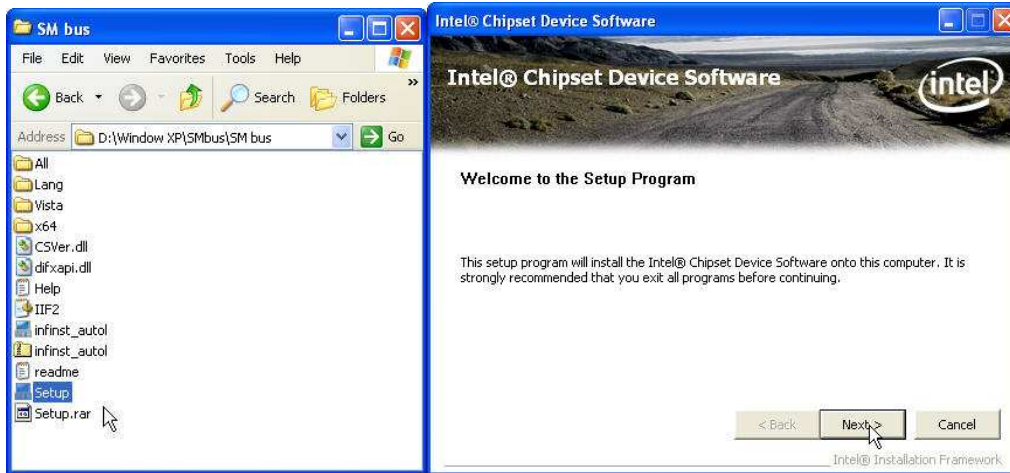 SM bus
File Edit View Favorites Tools Help
Back Search Folders »
Address D:\Window XP\SMbus\SM bus Go
All
Lang
Vista
x64
CSVer.dll
difxapi.dll
Help
IIF2
infinst_autol
infinst_autol
readme
Setup
Setup.rar
Intel® Chipset Device Software
Intel® Chipset Device Software
intel®
Welcome to the Setup Program
This setup program will install the Intel® Chipset Device Software onto this computer. It is
strongly recommended that you exit all programs before continuing.
< Back Next > Cancel
Intel® Installation Framework